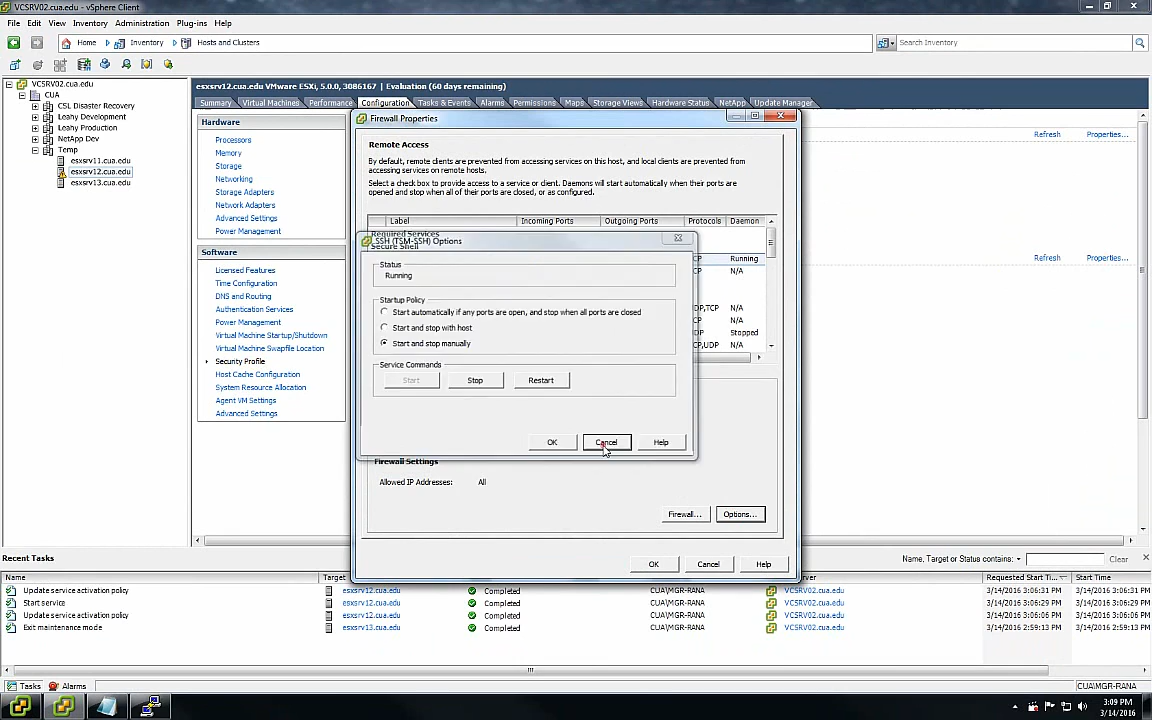 VCSRV02.cua.edu - vSphere Client
File Edit View Inventory Administration Plug-ins Help
Home Inventory Hosts and Clusters Search Inventory
VCSRV02.cua.edu
CUA
CSL Disaster Recovery
Leahy Development
Leahy Production
NetApp Dev
Temp
esxsrv11.cua.edu
esxsrv12.cua.edu
esxsrv13.cua.edu
esxsrv12.cua.edu VMware ESXi, 5.0.0, 3086167 | Evaluation (60 days remaining)
Summary Virtual Machines Performance Configuration Tasks & Events Alarms Permissions Maps Storage Views Hardware Status NetApp Update Manager
Hardware
Processors
Memory
Storage
Networking
Storage Adapters
Network Adapters
Advanced Settings
Power Management
Software
Licensed Features
Time Configuration
DNS and Routing
Authentication Services
Power Management
Virtual Machine Startup/Shutdown
Virtual Machine Swapfile Location
Security Profile
Host Cache Configuration
System Resource Allocation
Agent VM Settings
Advanced Settings
Refresh Properties...
Refresh Properties...
Firewall Properties
Remote Access
By default, remote clients are prevented from accessing services on this host, and local clients are prevented from
accessing services on remote hosts.
Select a check box to provide access to a service or client. Daemons will start automatically when their ports are
opened and stop when all of their ports are closed, or as configured.
Label Incoming Ports Outgoing Ports Protocols Daemon
Required Services
Secure Shell
CP Running
CP N/A
DP,TCP N/A
CP N/A
DP Stopped
CP,UDP N/A
SSH (TSM-SSH) Options
Status
Running
Startup Policy
Start automatically if any ports are open, and stop when all ports are closed
Start and stop with host
Start and stop manually
Service Commands
Start Stop Restart
OK Cancel Help
Firewall Settings
Allowed IP Addresses: All
Firewall... Options...
OK Cancel Help
Recent Tasks
Name, Target or Status contains: Clear
Name Target erver Requested Start Ti... Start Time
Update service activation policy esxsrv12.cua.edu Completed CUA\MGR-RANA VCSRV02.cua.edu 3/14/2016 3:06:31 PM 3/14/2016 3:06:31 PM
Start service esxsrv12.cua.edu Completed CUA\MGR-RANA VCSRV02.cua.edu 3/14/2016 3:06:29 PM 3/14/2016 3:06:29 PM
Update service activation policy esxsrv12.cua.edu Completed CUA\MGR-RANA VCSRV02.cua.edu 3/14/2016 3:06:06 PM 3/14/2016 3:06:06 PM
Exit maintenance mode esxsrv13.cua.edu Completed CUA\MGR-RANA VCSRV02.cua.edu 3/14/2016 2:59:13 PM 3/14/2016 2:59:13 PM
Tasks Alarms CUA\MGR-RANA
3:09 PM
3/14/2016